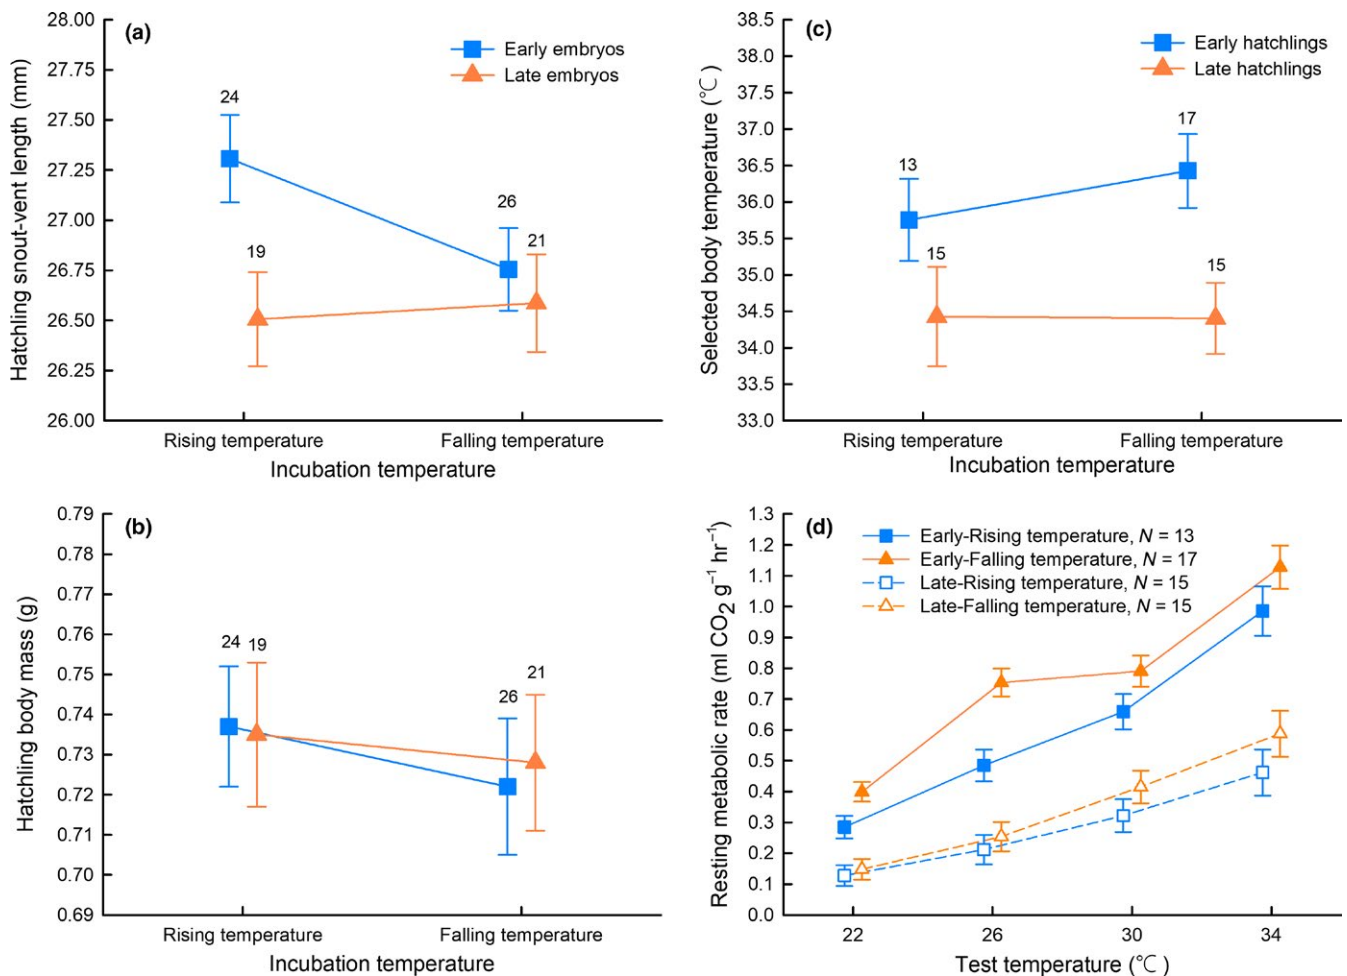 (a)
Early embryos
Late embryos
Hatchling snout-vent length (mm)
28.00
27.75
27.50
27.25
27.00
26.75
26.50
26.25
26.00
24
19
26
21
Rising temperature
Falling temperature
Incubation temperature
(c)
Early hatchlings
Late hatchlings
Selected body temperature (℃)
38.5
38.0
37.5
37.0
36.5
36.0
35.5
35.0
34.5
34.0
33.5
33.0
13
15
17
15
Rising temperature
Falling temperature
Incubation temperature
(b)
Hatchling body mass (g)
0.79
0.78
0.77
0.76
0.75
0.74
0.73
0.72
0.71
0.70
0.69
24
19
26
21
Rising temperature
Falling temperature
Incubation temperature
(d)
Early-Rising temperature, N = 13
Early-Falling temperature, N = 17
Late-Rising temperature, N = 15
Late-Falling temperature, N = 15
Resting metabolic rate (ml CO₂ g⁻¹ hr⁻¹)
1.3
1.2
1.1
1.0
0.9
0.8
0.7
0.6
0.5
0.4
0.3
0.2
0.1
0.0
22
26
30
34
Test temperature (℃)